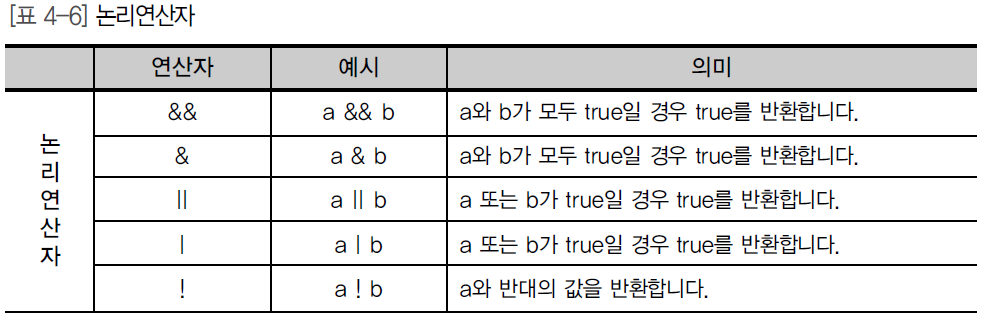 [표 4-6] 논리연산자
연산자 예시 의미
논리연산자
&& a && b a와 b가 모두 true일 경우 true를 반환합니다.
& a & b a와 b가 모두 true일 경우 true를 반환합니다.
|| a || b a 또는 b가 true일 경우 true를 반환합니다.
| a | b a 또는 b가 true일 경우 true를 반환합니다.
! a ! b a와 반대의 값을 반환합니다.